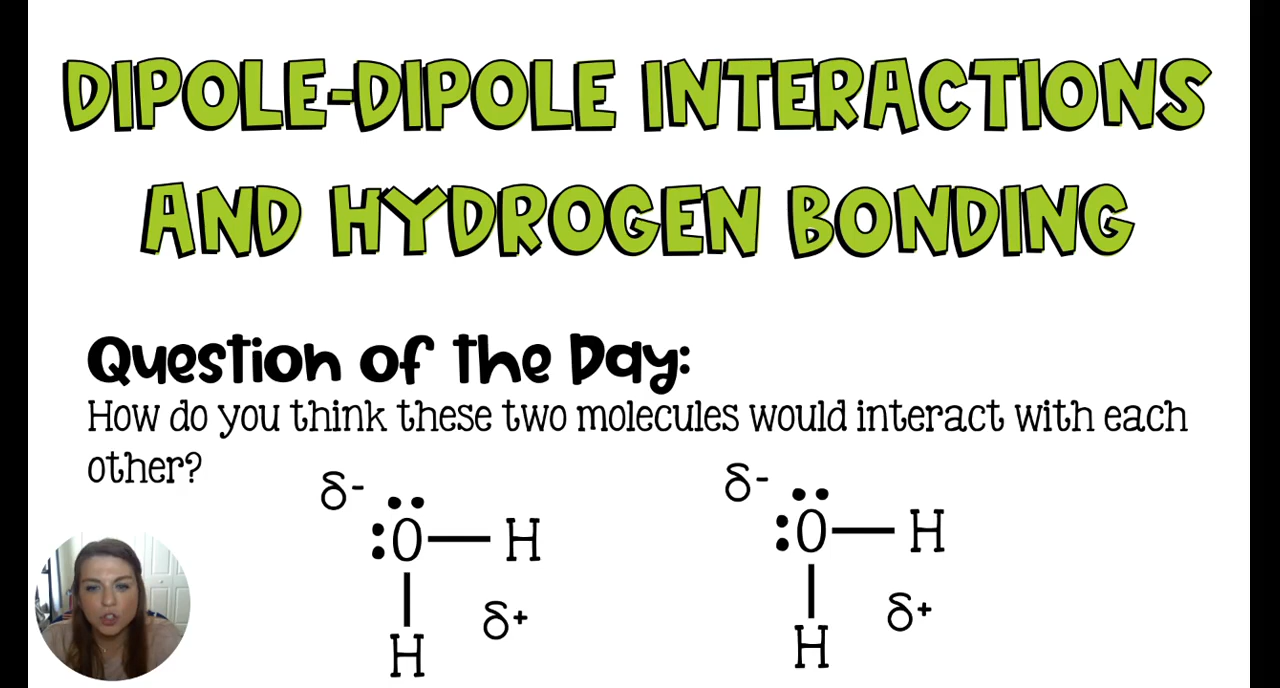 DIPOLE-DIPOLE INTERACTIONS
AND HYDROGEN BONDING
Question of the Day:
How do you think these two molecules would interact with each
other?
δ- δ-
:O—H :O—H
δ+ δ+
H H